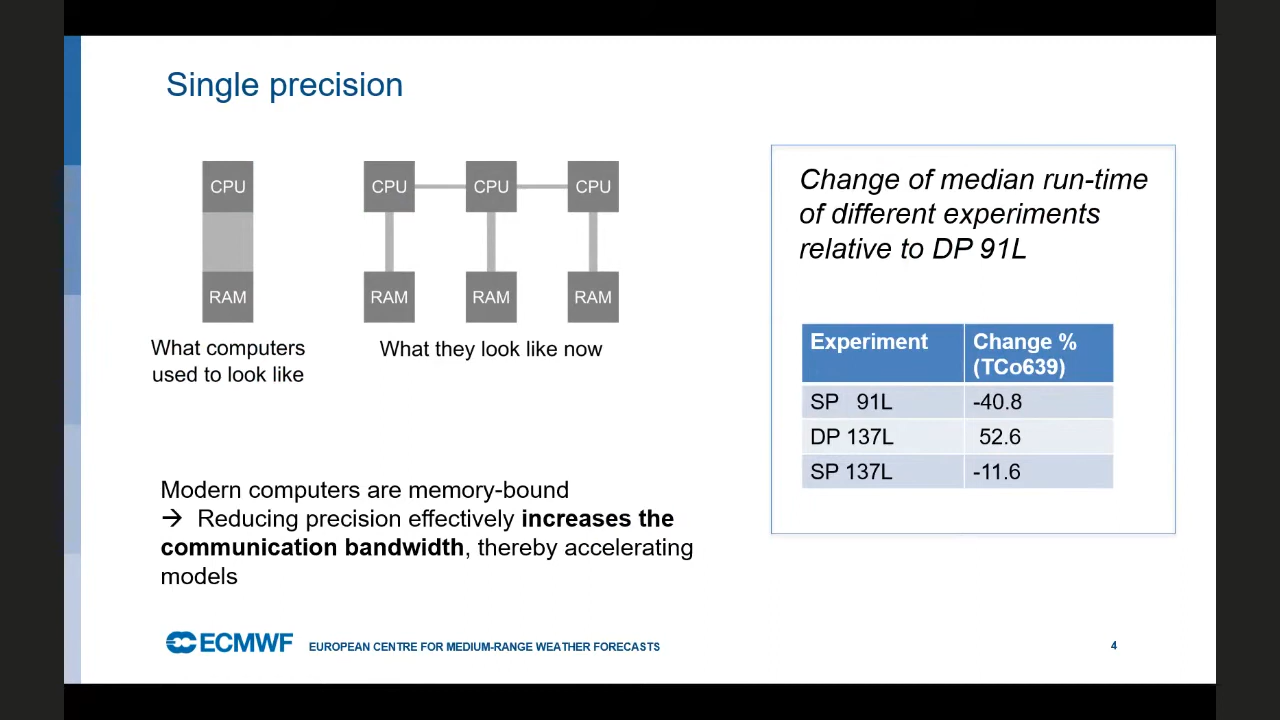 Single precision
CPU
RAM
What computers
used to look like
CPU CPU CPU
RAM RAM RAM
What they look like now
Modern computers are memory-bound
→ Reducing precision effectively increases the
communication bandwidth, thereby accelerating
models
Change of median run-time
of different experiments
relative to DP 91L
Experiment Change %
(TCo639)
SP 91L -40.8
DP 137L 52.6
SP 137L -11.6
ECMWF EUROPEAN CENTRE FOR MEDIUM-RANGE WEATHER FORECASTS 4